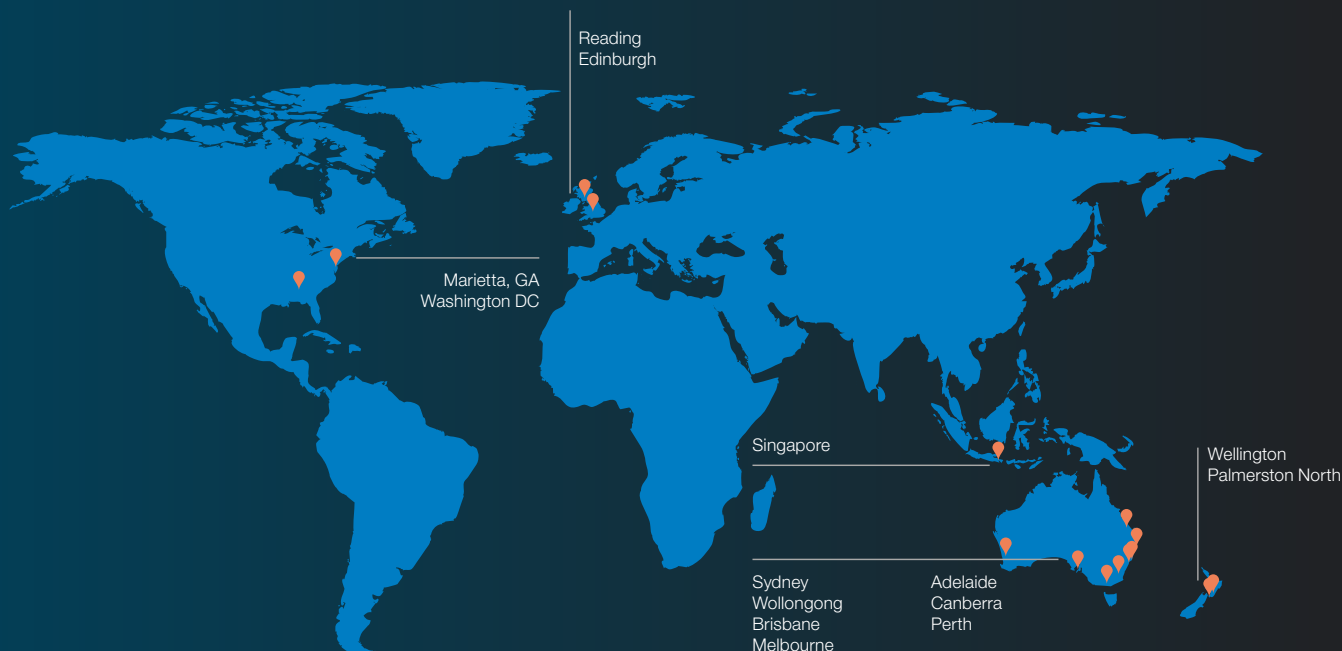 Reading
Edinburgh
Marietta, GA
Washington DC
Singapore
Wellington
Palmerston North
Sydney
Wollongong
Brisbane
Melbourne
Adelaide
Canberra
Perth